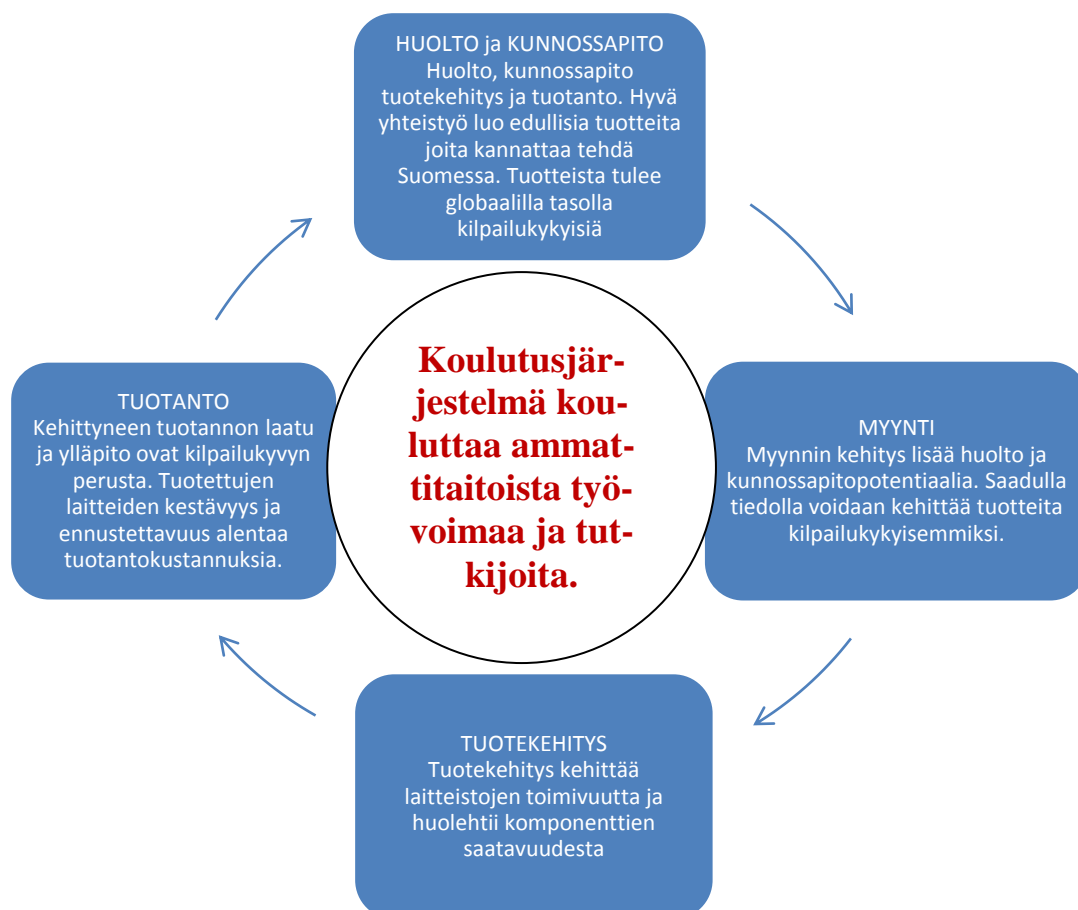 HUOLTO ja KUNNOSSAPITO
Huolto, kunnossapito
tuotekehitys ja tuotanto. Hyvä
yhteistyö luo edullisia tuotteita
joita kannattaa tehdä
Suomessa. Tuotteista tulee
globaalilla tasolla
kilpailukykyisiä
MYYNTI
Myynnin kehitys lisää huolto ja
kunnossapitopotentiaalia. Saadulla
tiedolla voidaan kehittää tuotteita
kilpailukykyisemmiksi.
TUOTEKEHITYS
Tuotekehitys kehittää
laitteistojen toimivuutta ja
huolehtii komponenttien
saatavuudesta
TUOTANTO
Kehittyneen tuotannon laatu
ja ylläpito ovat kilpailukyvyn
perusta. Tuotettujen
laitteiden kestävyys ja
ennustettavuus alentaa
tuotantokustannuksia.
Koulutusjär-
jestelmä kou-
luttaa ammat-
titaitoista työ-
voimaa ja tut-
kijoita.